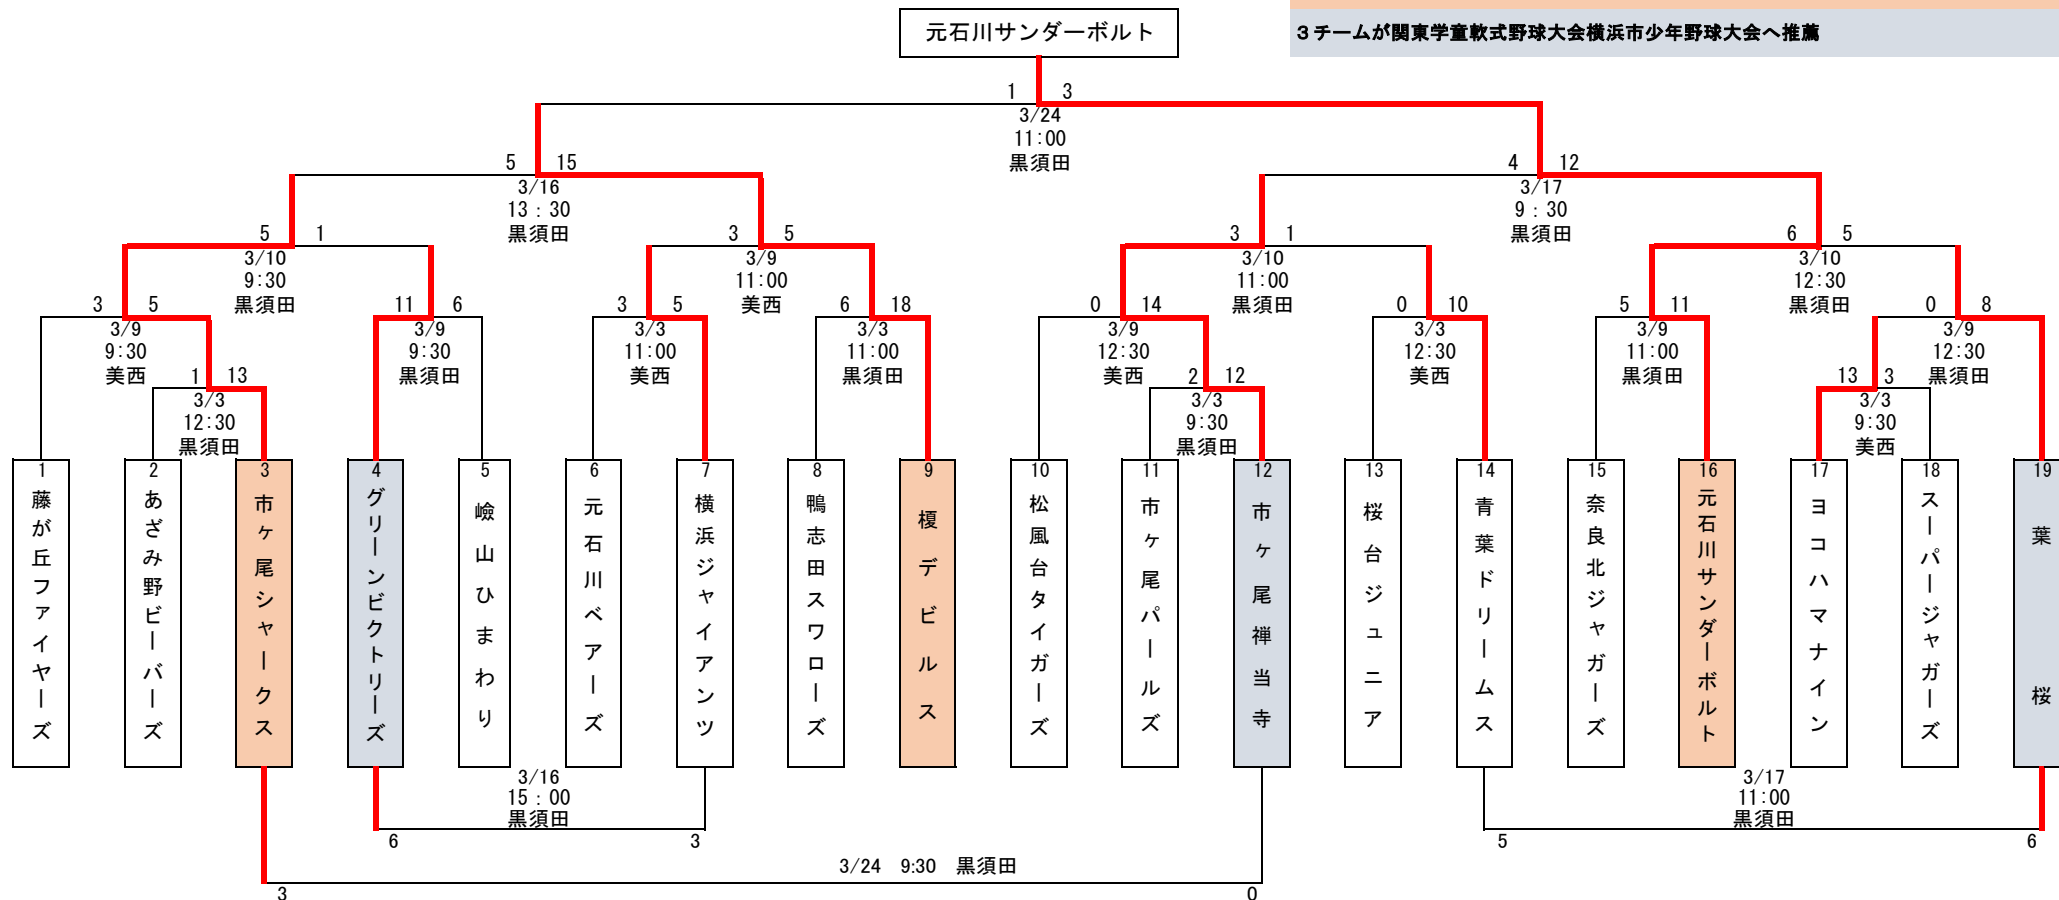 元石川サンダーボルト
３チームが関東学童軟式野球大会横浜市少年野球大会へ推薦
1 3
3/24
11:00
黒須田
5 15
3/16
13：30
黒須田
4 12
3/17
9：30
黒須田
5 1
3/10
9:30
黒須田
3 5
3/9
11:00
美西
3 1
3/10
11:00
黒須田
6 5
3/10
12:30
黒須田
3 5
3/9
9:30
美西
11 6
3/9
9:30
黒須田
3 5
3/3
11:00
美西
6 18
3/3
11:00
黒須田
0 14
3/9
12:30
美西
0 10
3/3
12:30
美西
5 11
3/9
11:00
黒須田
0 8
3/9
12:30
黒須田
1 13
3/3
12:30
黒須田
2 12
3/3
9:30
黒須田
13 3
3/3
9:30
美西
1
藤が丘ファイヤーズ
2
あざみ野ビーバーズ
3
市ヶ尾シャークス
4
グリーンビクトリーズ
5
嶮山ひまわり
6
元石川ベアーズ
7
横浜ジャイアンツ
8
鴨志田スワローズ
9
榎デビルス
10
松風台タイガーズ
11
市ヶ尾パールズ
12
市ヶ尾禅当寺
13
桜台ジュニア
14
青葉ドリームス
15
奈良北ジャガーズ
16
元石川サンダーボルト
17
ヨコハマナイン
18
スーパージャガーズ
19
葉桜
3/16
15：00
黒須田
6 3
3/17
11:00
黒須田
5 6
3/24 9:30 黒須田
3 0